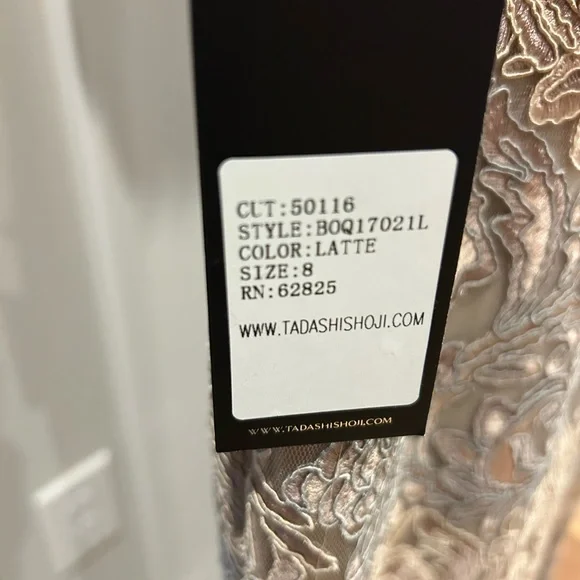 CUT:50116
STYLE:BOQ17021L
COLOR:LATTE
SIZE:8
RN:62825
WWW.TADASHISHOJI.COM
WWW.TADASHISHOJI.COM